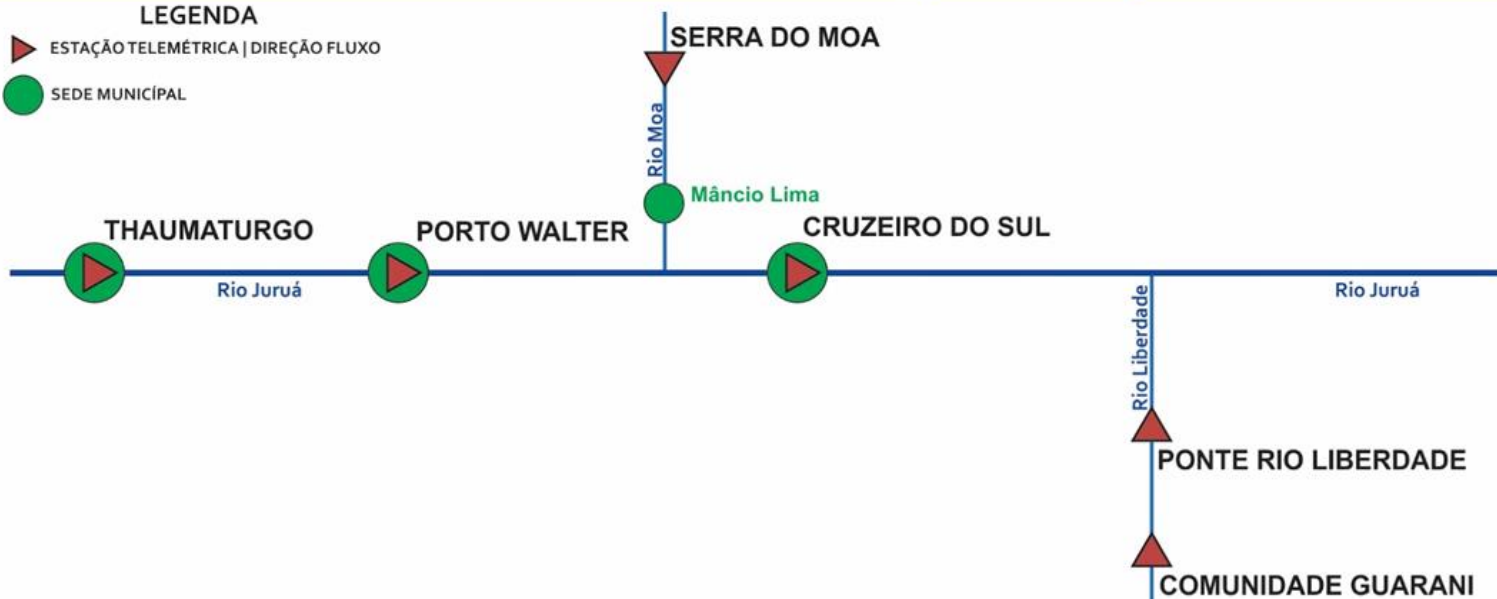 LEGENDA
ESTAÇÃO TELEMÉTRICA | DIREÇÃO FLUXO
SEDE MUNICÍPAL
SERRA DO MOA
Rio Moa
Mâncio Lima
THAUMATURGO
PORTO WALTER
CRUZEIRO DO SUL
Rio Juruá
Rio Juruá
Rio Liberdade
PONTE RIO LIBERDADE
COMUNIDADE GUARANI